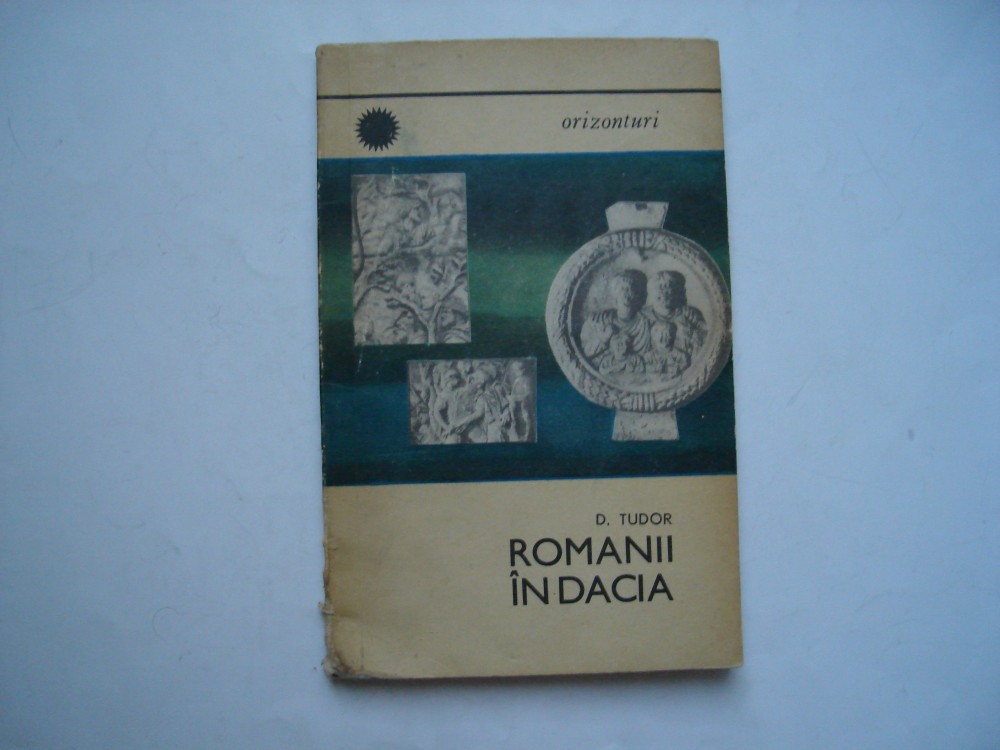 orizonturi
D. TUDOR
ROMANII
ÎN DACIA